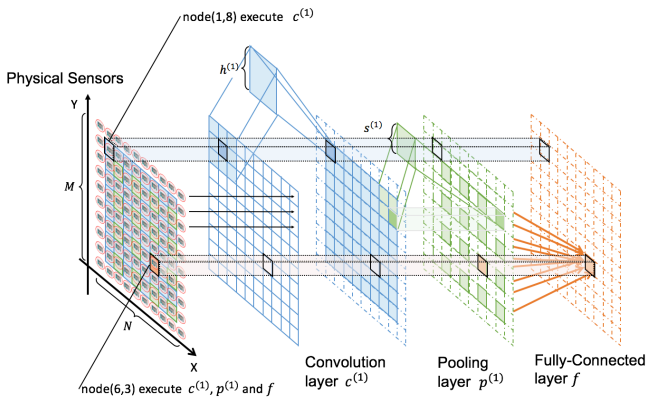 node(1,8) execute c⁽¹⁾
h⁽¹⁾
Physical Sensors
Y
s⁽¹⁾
M
N
X
Convolution
layer c⁽¹⁾
Pooling
layer p⁽¹⁾
Fully-Connected
layer f
node(6,3) execute c⁽¹⁾, p⁽¹⁾ and f